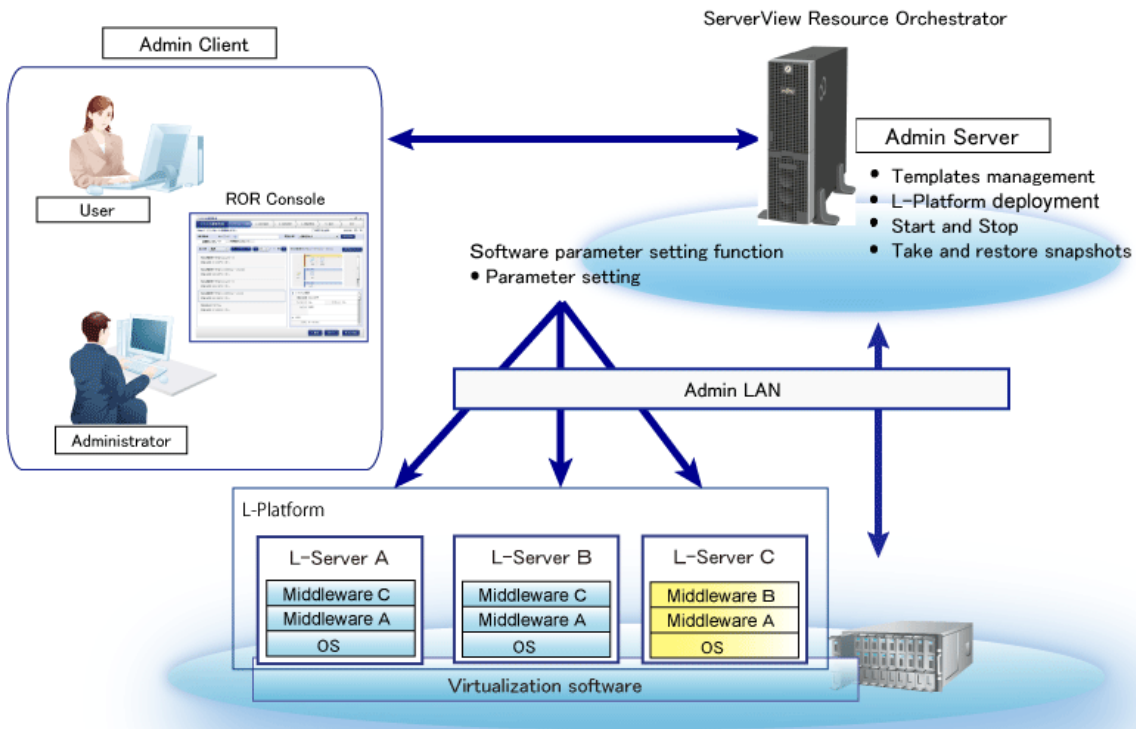 ServerView Resource Orchestrator
Admin Client
User
ROR Console
Administrator
Admin Server
• Templates management
• L-Platform deployment
• Start and Stop
• Take and restore snapshots
Software parameter setting function
• Parameter setting
Admin LAN
L-Platform
L-Server A
Middleware C
Middleware A
OS
L-Server B
Middleware C
Middleware A
OS
L-Server C
Middleware B
Middleware A
OS
Virtualization software